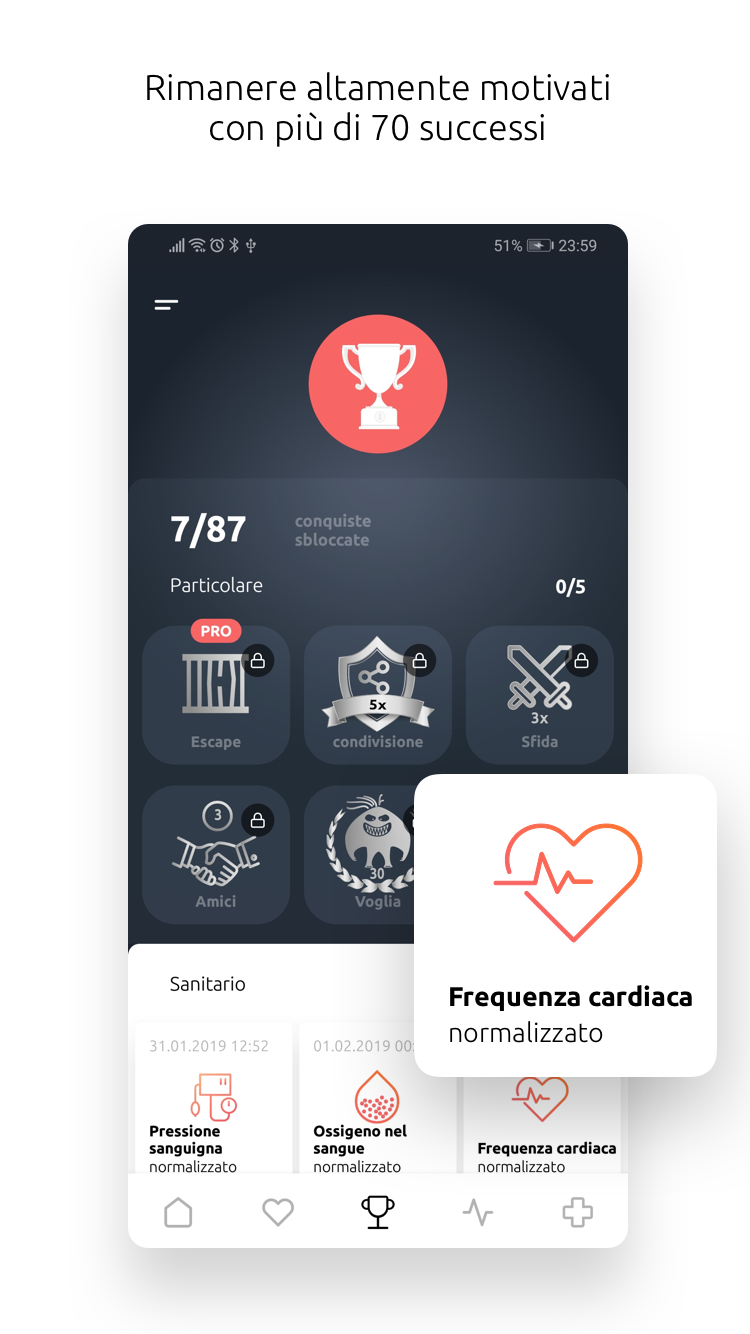 Rimanere altamente motivati
con più di 70 successi
51% 23:59
7/87
conquiste
sbloccate
Particolare
0/5
PRO
5x
3x
Escape
condivisione
Sfida
3
30
Amici
Voglia
Frequenza cardiaca
normalizzato
Sanitario
31.01.2019 12:52
01.02.2019 00:
Pressione
sanguigna
normalizzato
Ossigeno nel
sangue
normalizzato
Frequenza cardiaca
normalizzato